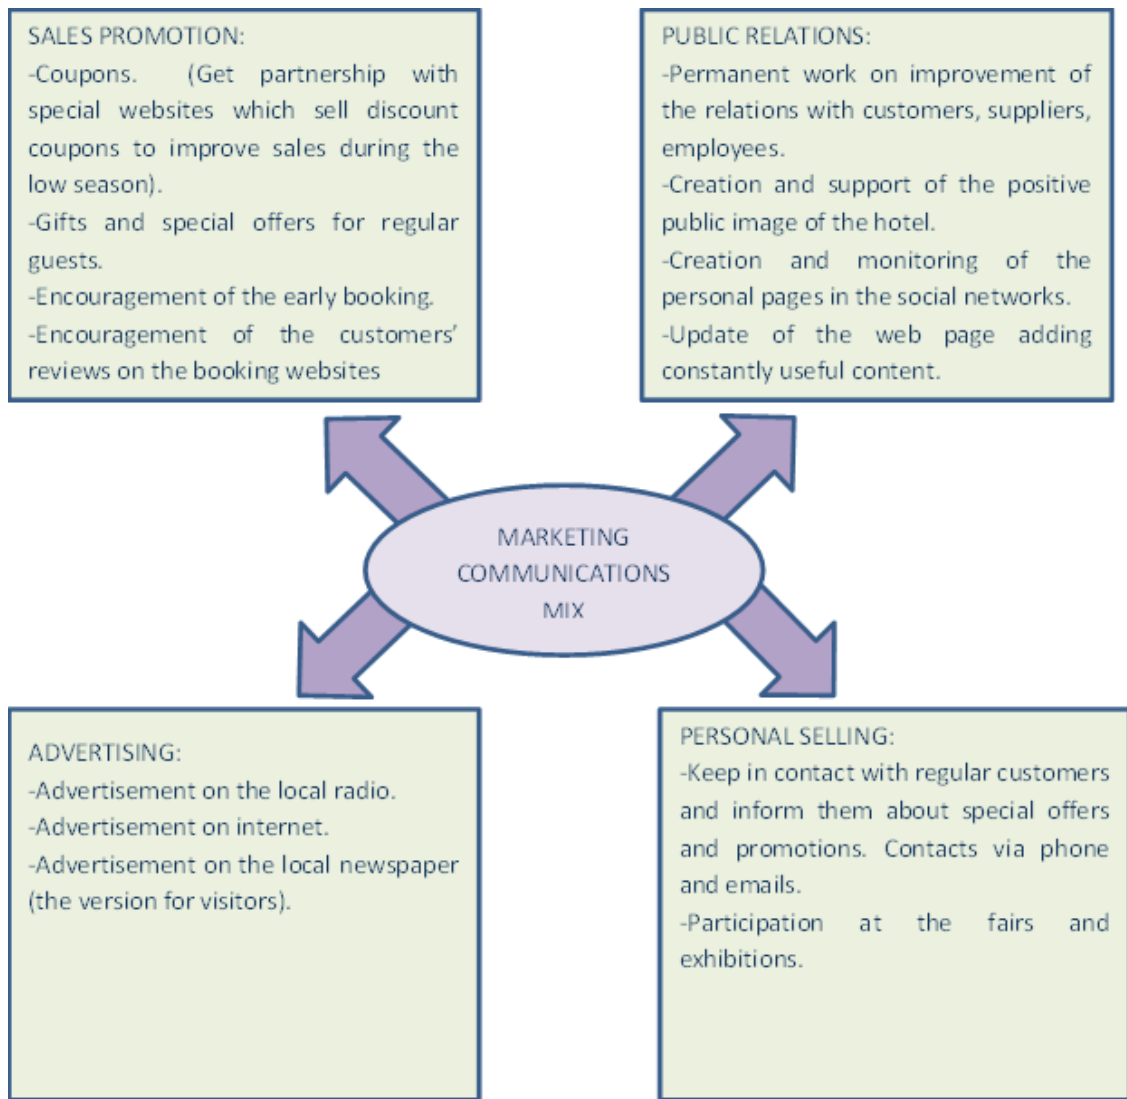 SALES PROMOTION:
-Coupons. (Get partnership with
special websites which sell discount
coupons to improve sales during the
low season).
-Gifts and special offers for regular
guests.
-Encouragement of the early booking.
-Encouragement of the customers’
reviews on the booking websites
PUBLIC RELATIONS:
-Permanent work on improvement of
the relations with customers, suppliers,
employees.
-Creation and support of the positive
public image of the hotel.
-Creation and monitoring of the
personal pages in the social networks.
-Update of the web page adding
constantly useful content.
MARKETING
COMMUNICATIONS
MIX
ADVERTISING:
-Advertisement on the local radio.
-Advertisement on internet.
-Advertisement on the local newspaper
(the version for visitors).
PERSONAL SELLING:
-Keep in contact with regular customers
and inform them about special offers
and promotions. Contacts via phone
and emails.
-Participation at the fairs and
exhibitions.